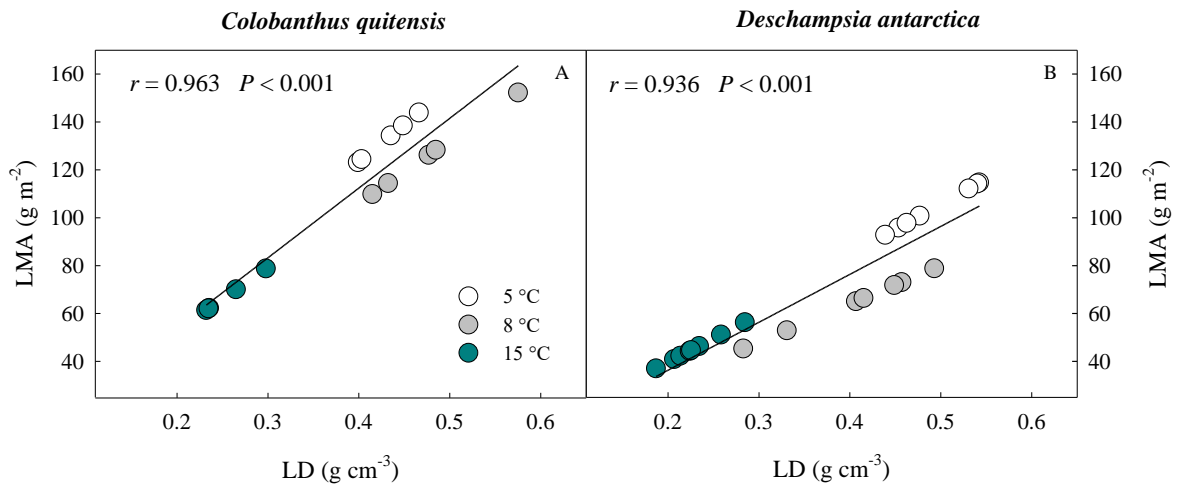 Colobanthus quitensis
Deschampsia antarctica
r = 0.963 P < 0.001
A
r = 0.936 P < 0.001
B
160
140
120
100
80
60
40
LMA (g m-2)
5 °C
8 °C
15 °C
160
140
120
100
80
60
40
LMA (g m-2)
0.2 0.3 0.4 0.5 0.6
0.2 0.3 0.4 0.5 0.6
LD (g cm-3)
LD (g cm-3)